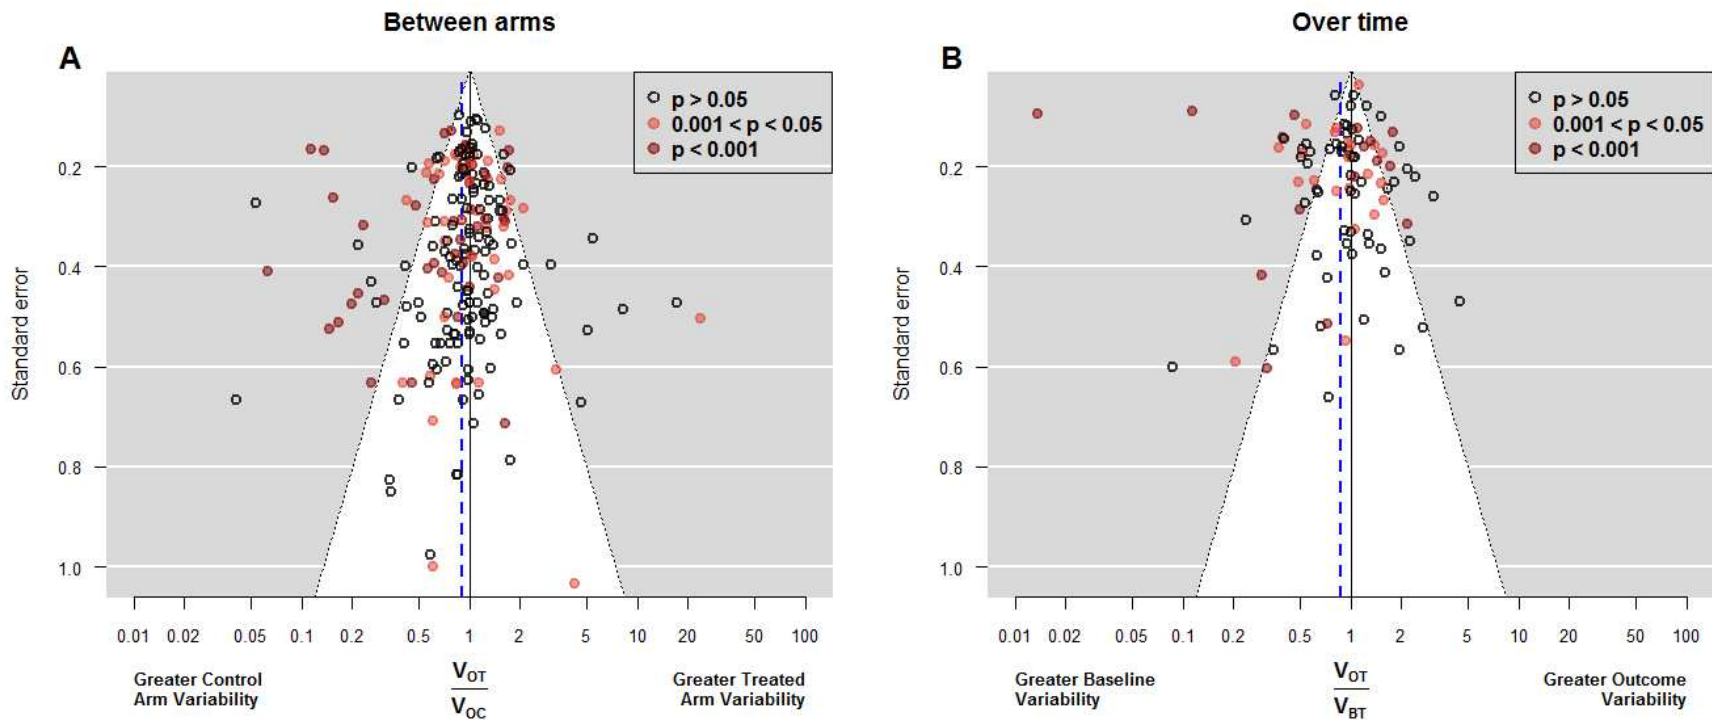 Between arms
A
p > 0.05
0.001 < p < 0.05
p < 0.001
Standard error
0.2
0.4
0.6
0.8
1.0
0.01 0.02 0.05 0.1 0.2 0.5 1 2 5 10 20 50 100
Greater Control
Arm Variability
V_OT
V_OC
Greater Treated
Arm Variability
Over time
B
p > 0.05
0.001 < p < 0.05
p < 0.001
Standard error
0.2
0.4
0.6
0.8
1.0
0.01 0.02 0.05 0.1 0.2 0.5 1 2 5 10 20 50 100
Greater Baseline
Variability
V_OT
V_BT
Greater Outcome
Variability